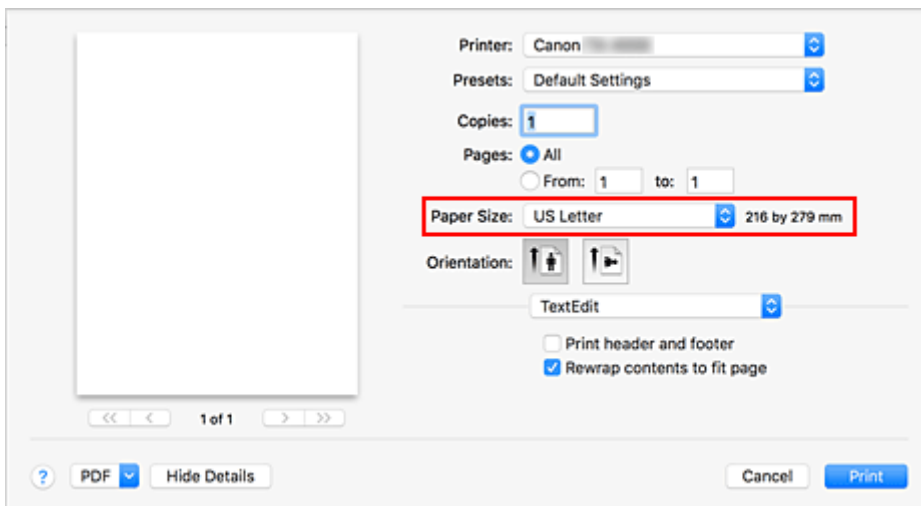 Printer: Canon
Presets: Default Settings
Copies: 1
Pages: All
From: 1 to: 1
Paper Size: US Letter 216 by 279 mm
Orientation:
TextEdit
Print header and footer
Rewrap contents to fit page
<< < 1 of 1 > >>
? PDF Hide Details Cancel Print